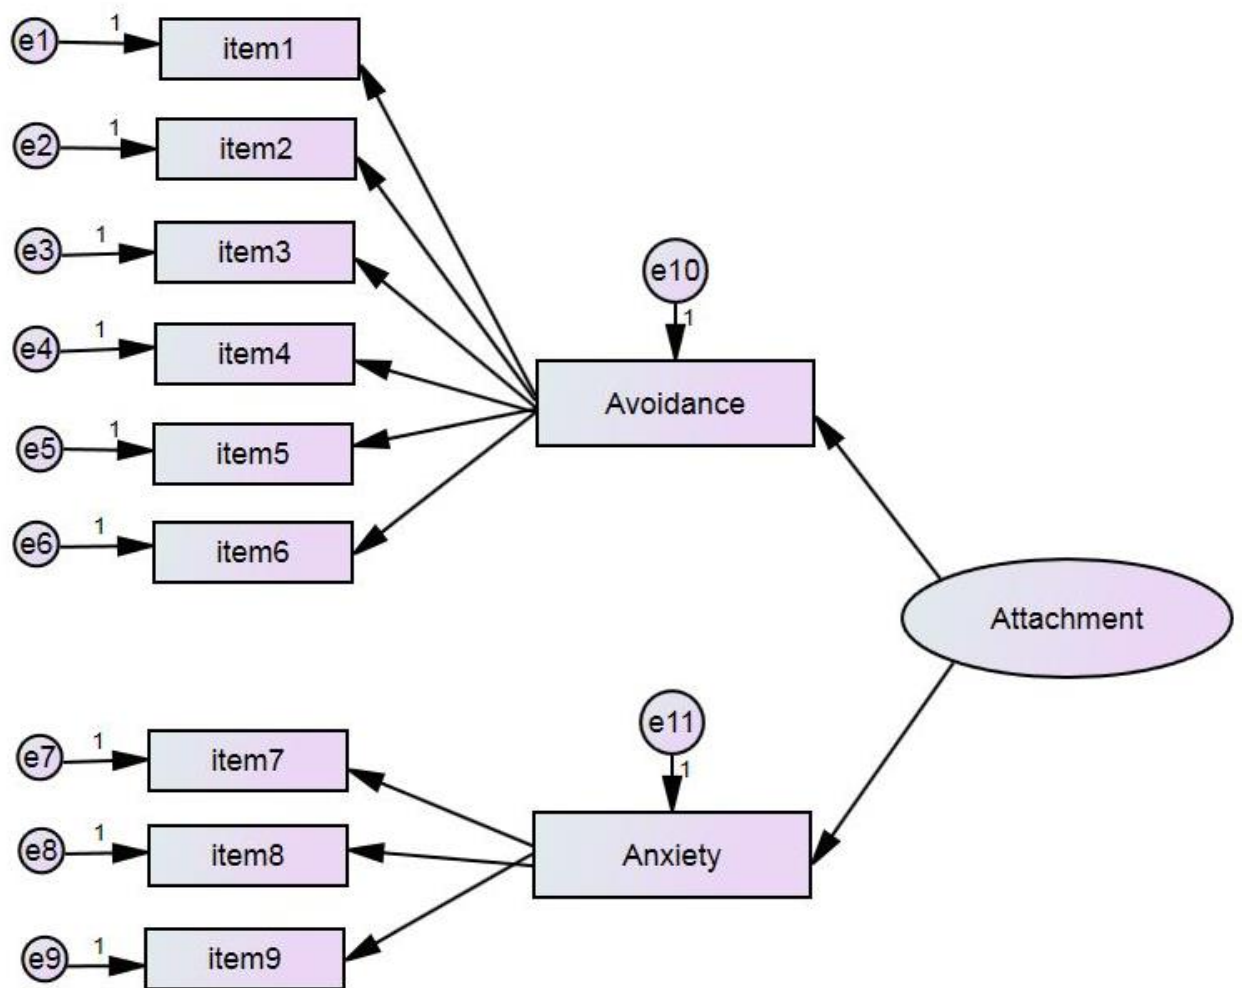 e1
1
item1
e2
1
item2
e3
1
item3
e4
1
item4
e5
1
item5
e6
1
item6
e10
1
Avoidance
Attachment
e11
1
Anxiety
e7
1
item7
e8
1
item8
e9
1
item9